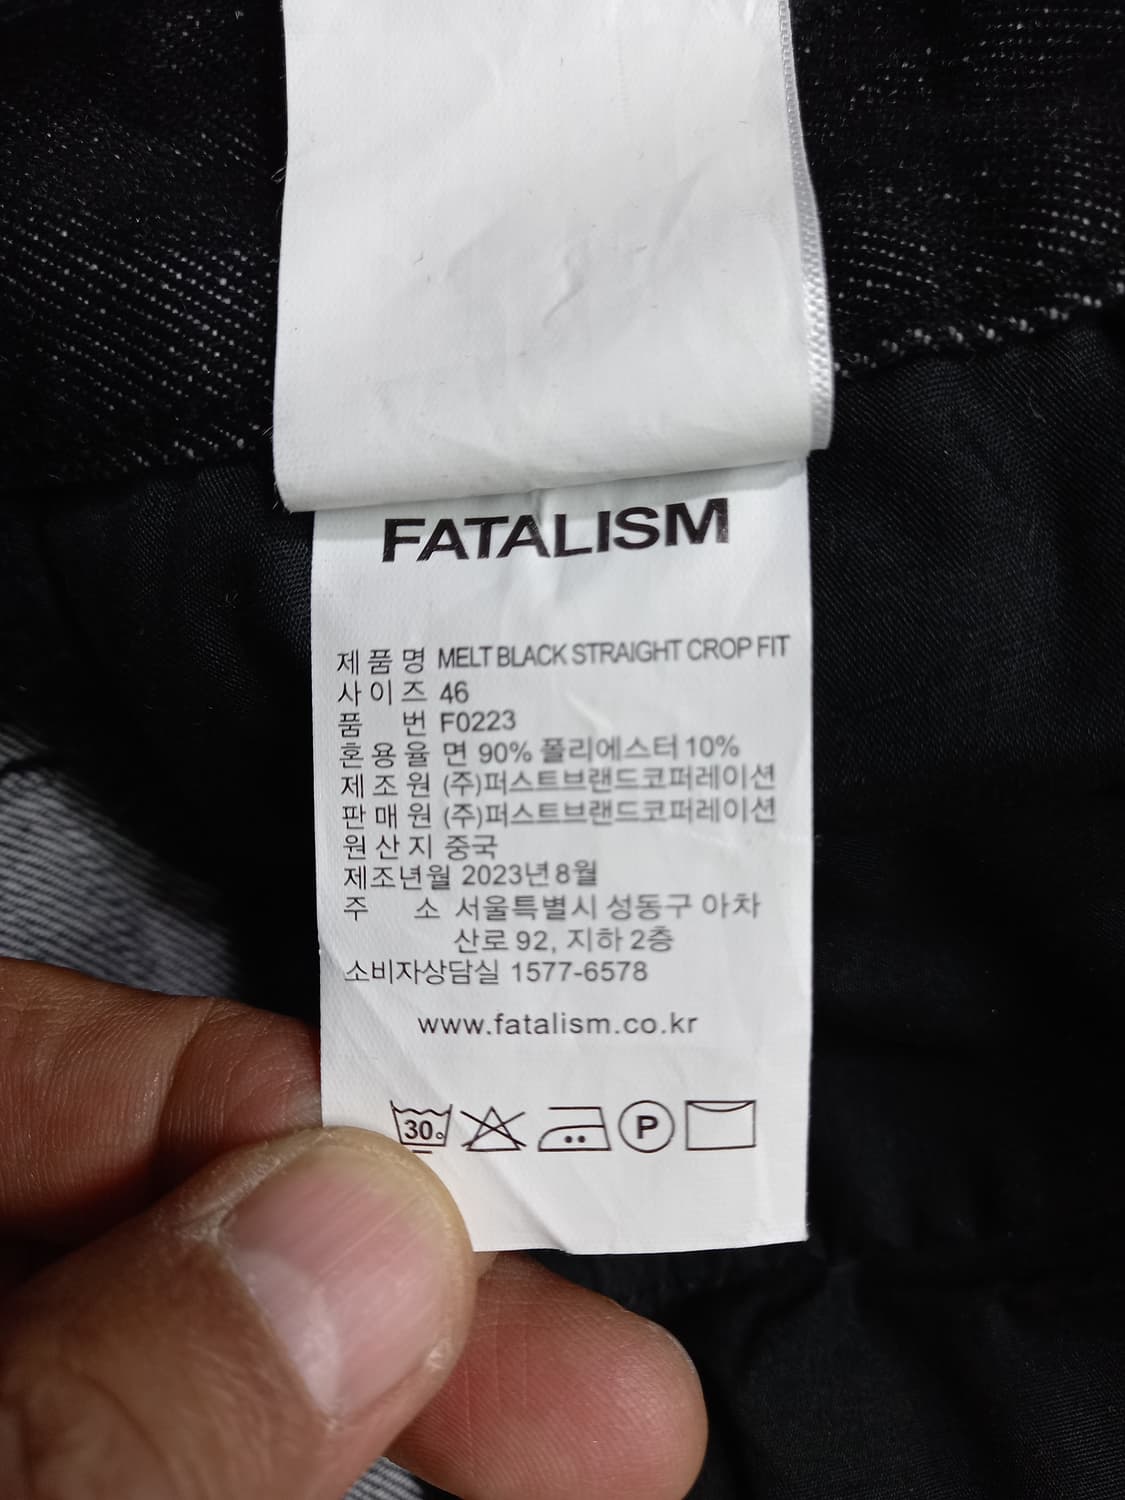 FATALISM
제품명 MELT BLACK STRAIGHT CROP FIT
사이즈 46
품 번 F0223
혼용율 면 90% 폴리에스터 10%
제조원 (주)퍼스트브랜드코퍼레이션
판매원 (주)퍼스트브랜드코퍼레이션
원산지 중국
제조년월 2023년 8월
주 소 서울특별시 성동구 아차
산로 92, 지하 2층
소비자상담실 1577-6578
www.fatalism.co.kr
30° P